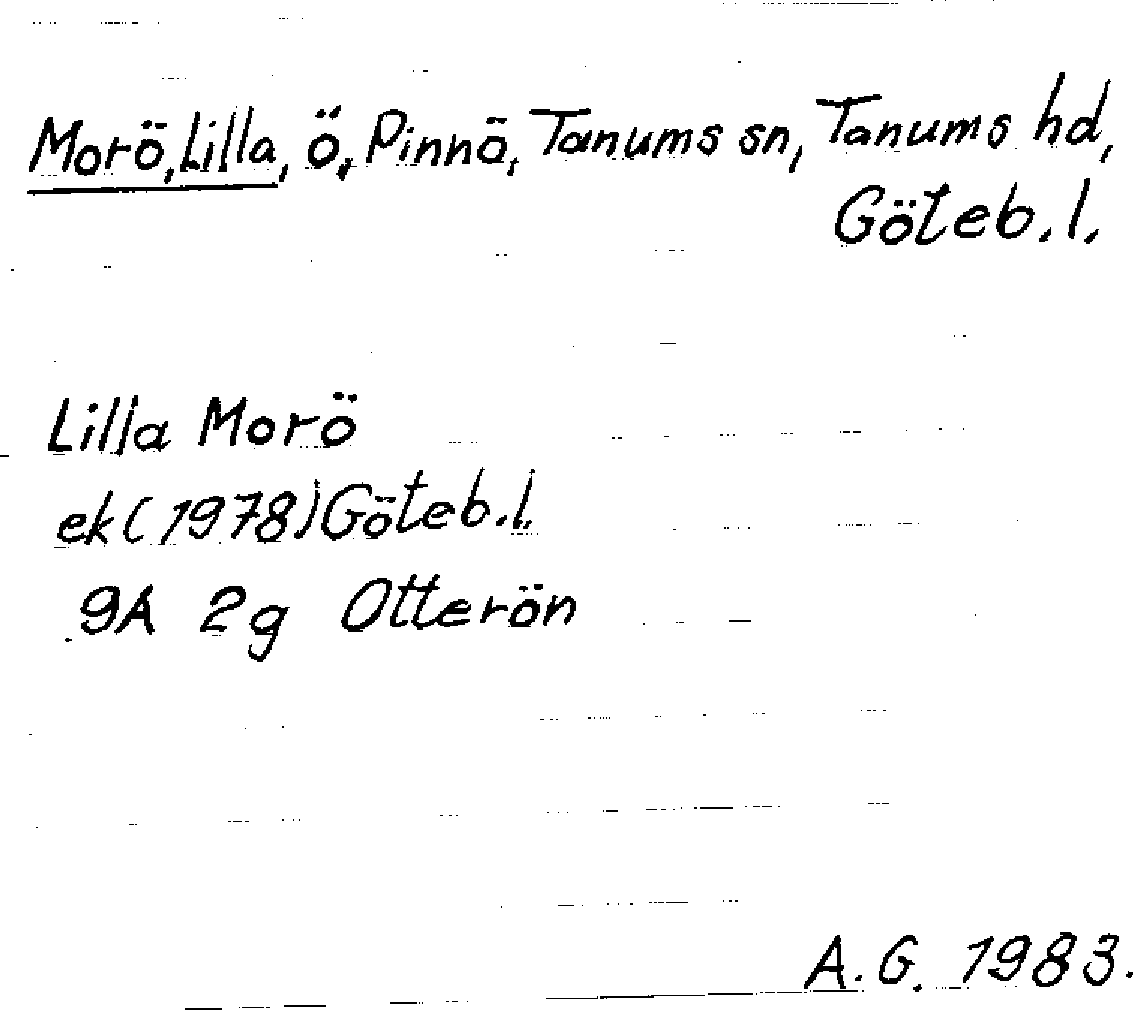 Morö, Lilla, ö, Pinnö, Tanums sn, Tanums hd,
Göteb. l.
Lilla Morö
ek (1978) Göteb. l.
9A 2g Otterön
A. G. 1983.